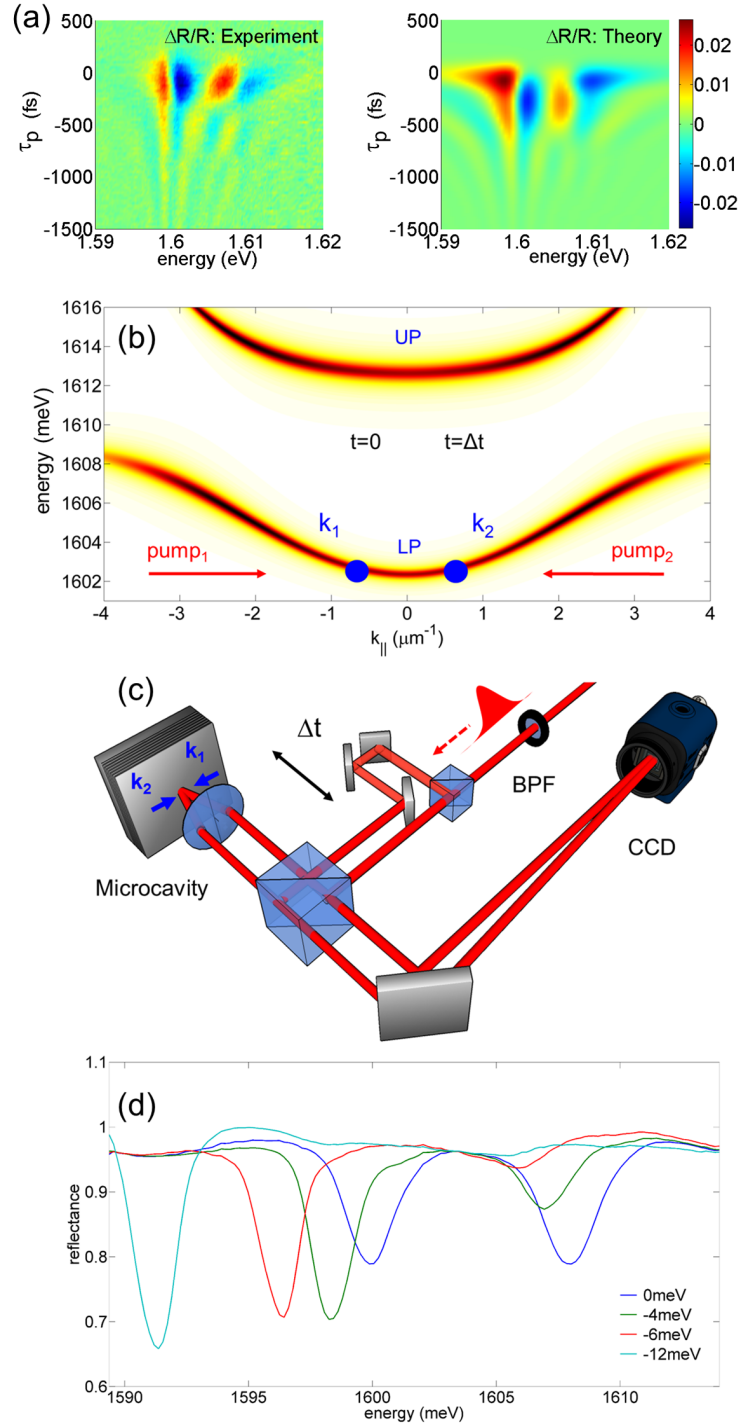 (a)
ΔR/R: Experiment
500
0
-500
-1000
-1500
τp (fs)
1.59 1.6 1.61 1.62
energy (eV)
ΔR/R: Theory
500
0
-500
-1000
-1500
τp (fs)
1.59 1.6 1.61 1.62
energy (eV)
0.02
0.01
0
-0.01
-0.02
(b)
1616
1614
1612
1610
1608
1606
1604
1602
energy (meV)
UP
t=0 t=Δt
k1 k2
LP
pump1 pump2
-4 -3 -2 -1 0 1 2 3 4
k|| (μm-1)
(c)
Δt
k1
k2
BPF
CCD
Microcavity
(d)
1.1
1
0.9
0.8
0.7
0.6
reflectance
0meV
-4meV
-6meV
-12meV
1590 1595 1600 1605 1610
energy (meV)